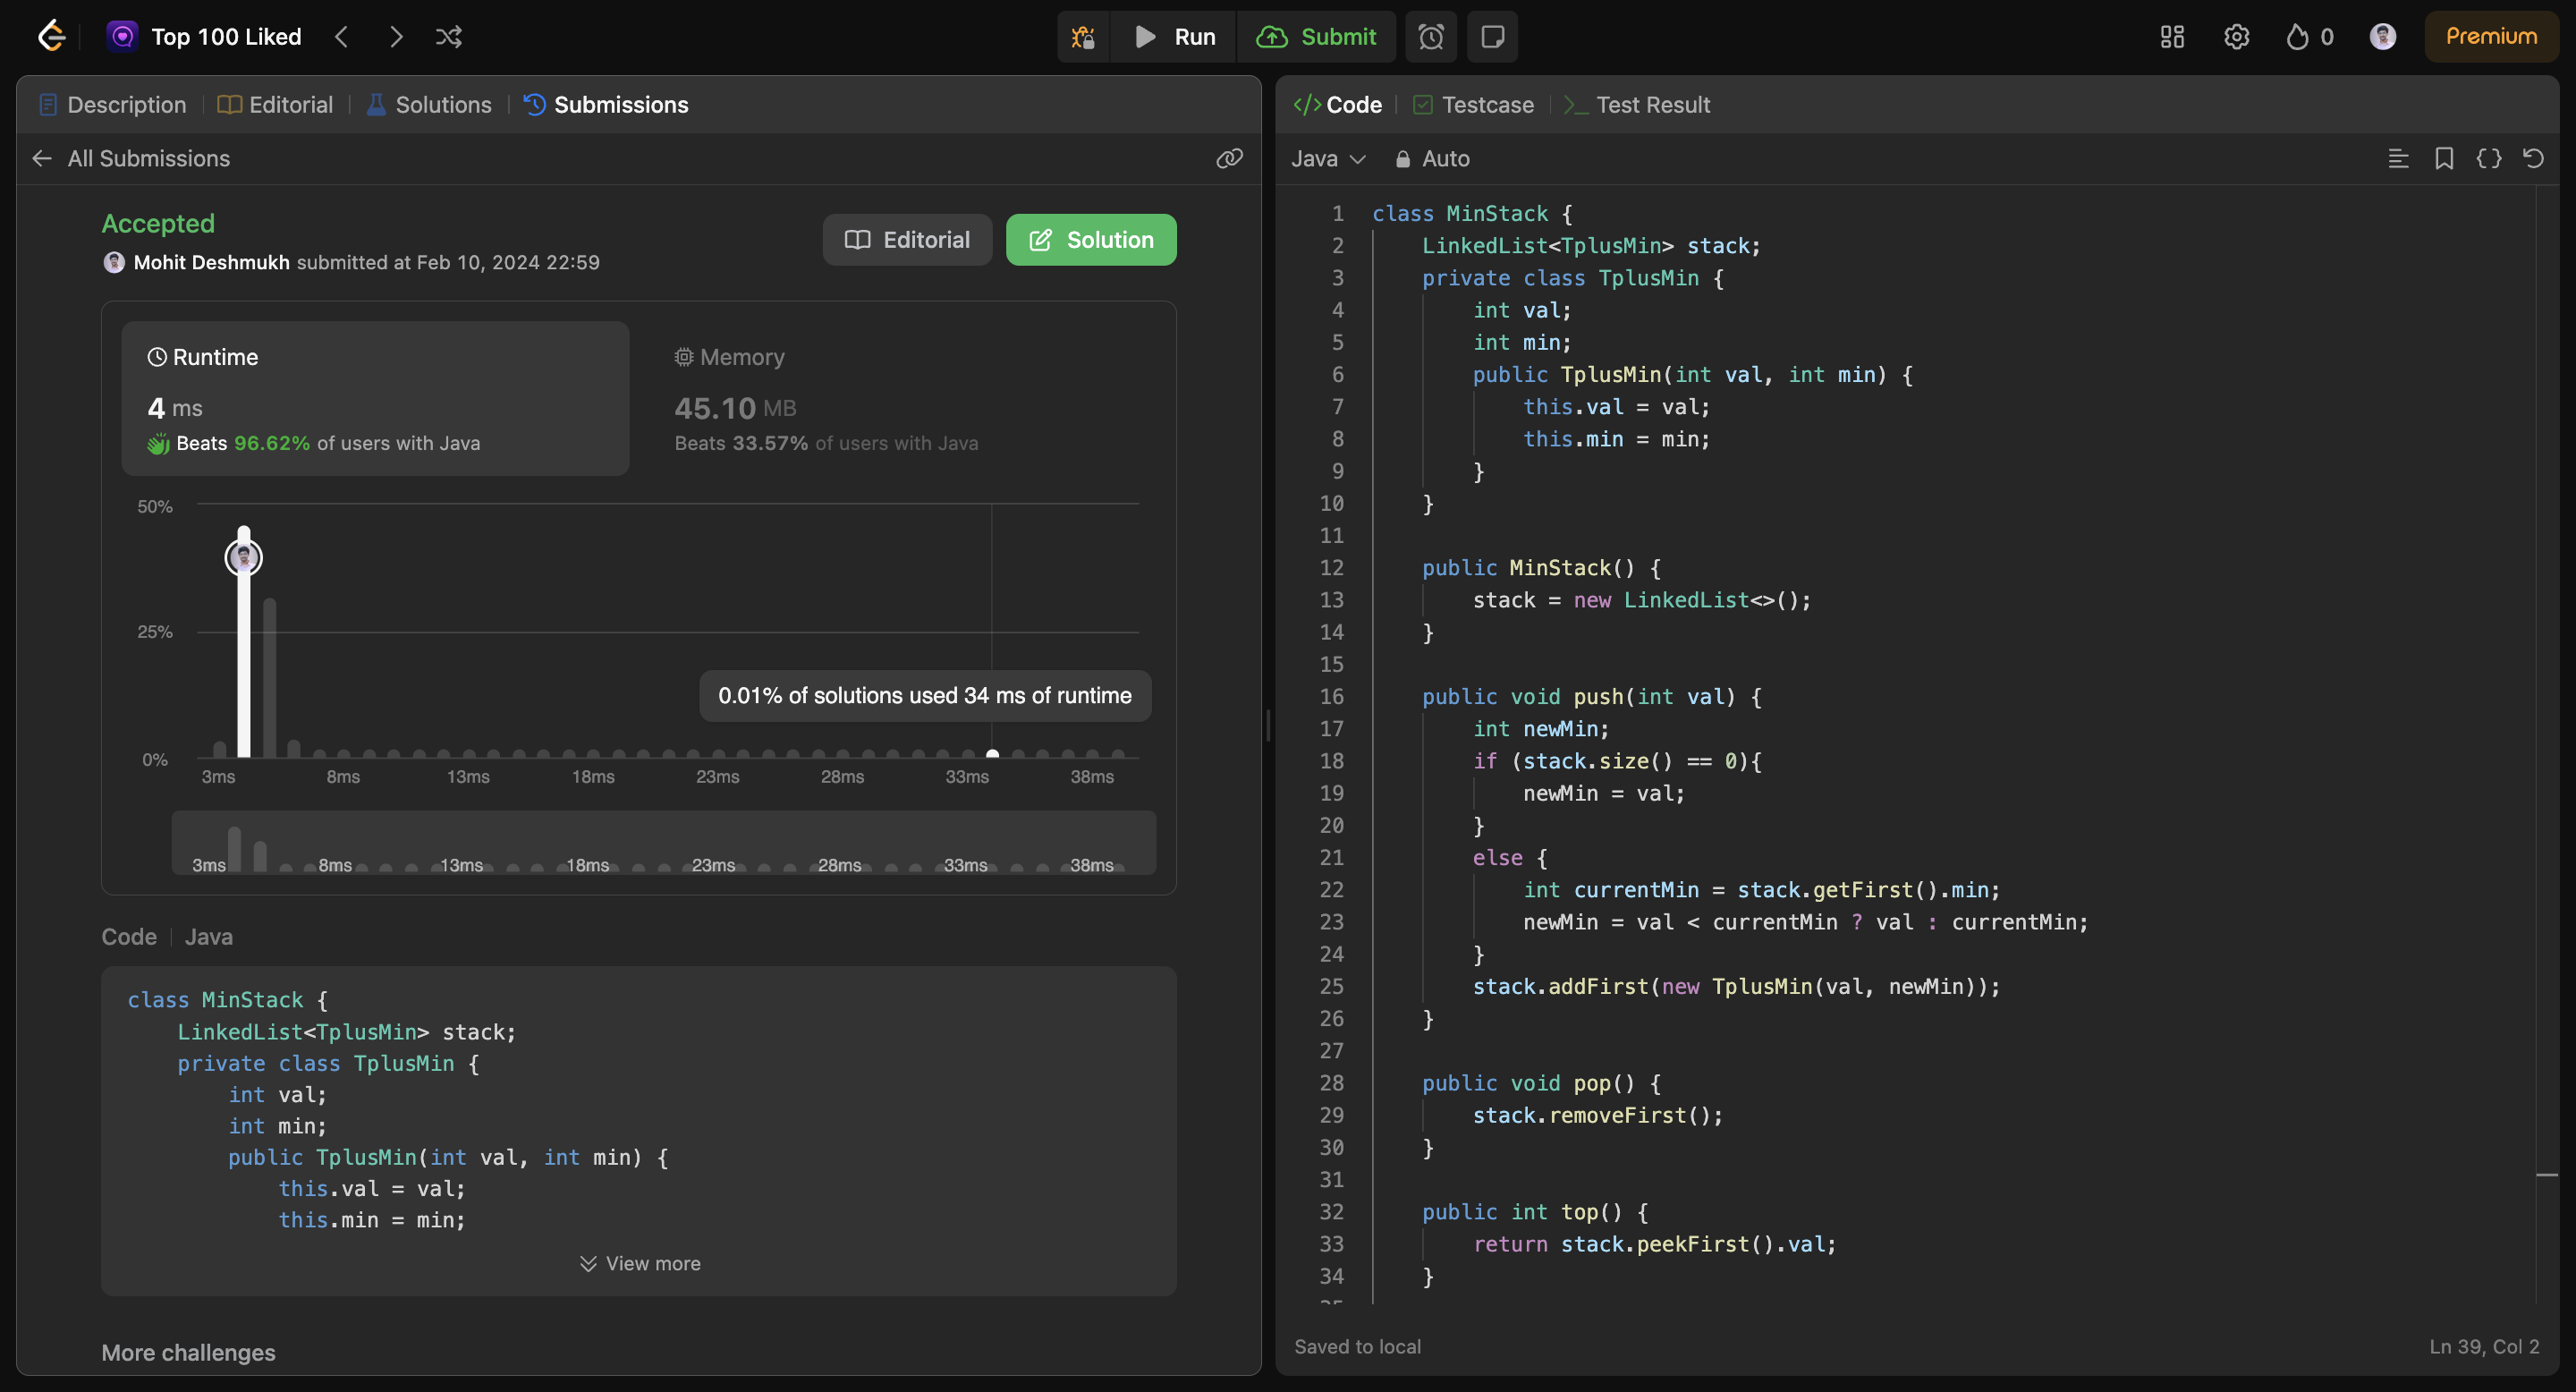 Top 100 Liked
Run
Submit
0
Premium
Description
Editorial
Solutions
Submissions
All Submissions
Accepted
Mohit Deshmukh submitted at Feb 10, 2024 22:59
Editorial
Solution
Runtime
4 ms
Beats 96.62% of users with Java
Memory
45.10 MB
Beats 33.57% of users with Java
50%
25%
0%
0.01% of solutions used 34 ms of runtime
3ms 8ms 13ms 18ms 23ms 28ms 33ms 38ms
3ms 8ms 13ms 18ms 23ms 28ms 33ms 38ms
Code
Java
class MinStack {
    LinkedList<TplusMin> stack;
    private class TplusMin {
        int val;
        int min;
        public TplusMin(int val, int min) {
            this.val = val;
            this.min = min;
View more
More challenges
Code
Testcase
Test Result
Java
Auto
1 class MinStack {
2     LinkedList<TplusMin> stack;
3     private class TplusMin {
4         int val;
5         int min;
6         public TplusMin(int val, int min) {
7             this.val = val;
8             this.min = min;
9         }
10     }
11
12     public MinStack() {
13         stack = new LinkedList<>();
14     }
15
16     public void push(int val) {
17         int newMin;
18         if (stack.size() == 0){
19             newMin = val;
20         }
21         else {
22             int currentMin = stack.getFirst().min;
23             newMin = val < currentMin ? val : currentMin;
24         }
25         stack.addFirst(new TplusMin(val, newMin));
26     }
27
28     public void pop() {
29         stack.removeFirst();
30     }
31
32     public int top() {
33         return stack.peekFirst().val;
34     }
Saved to local
Ln 39, Col 2